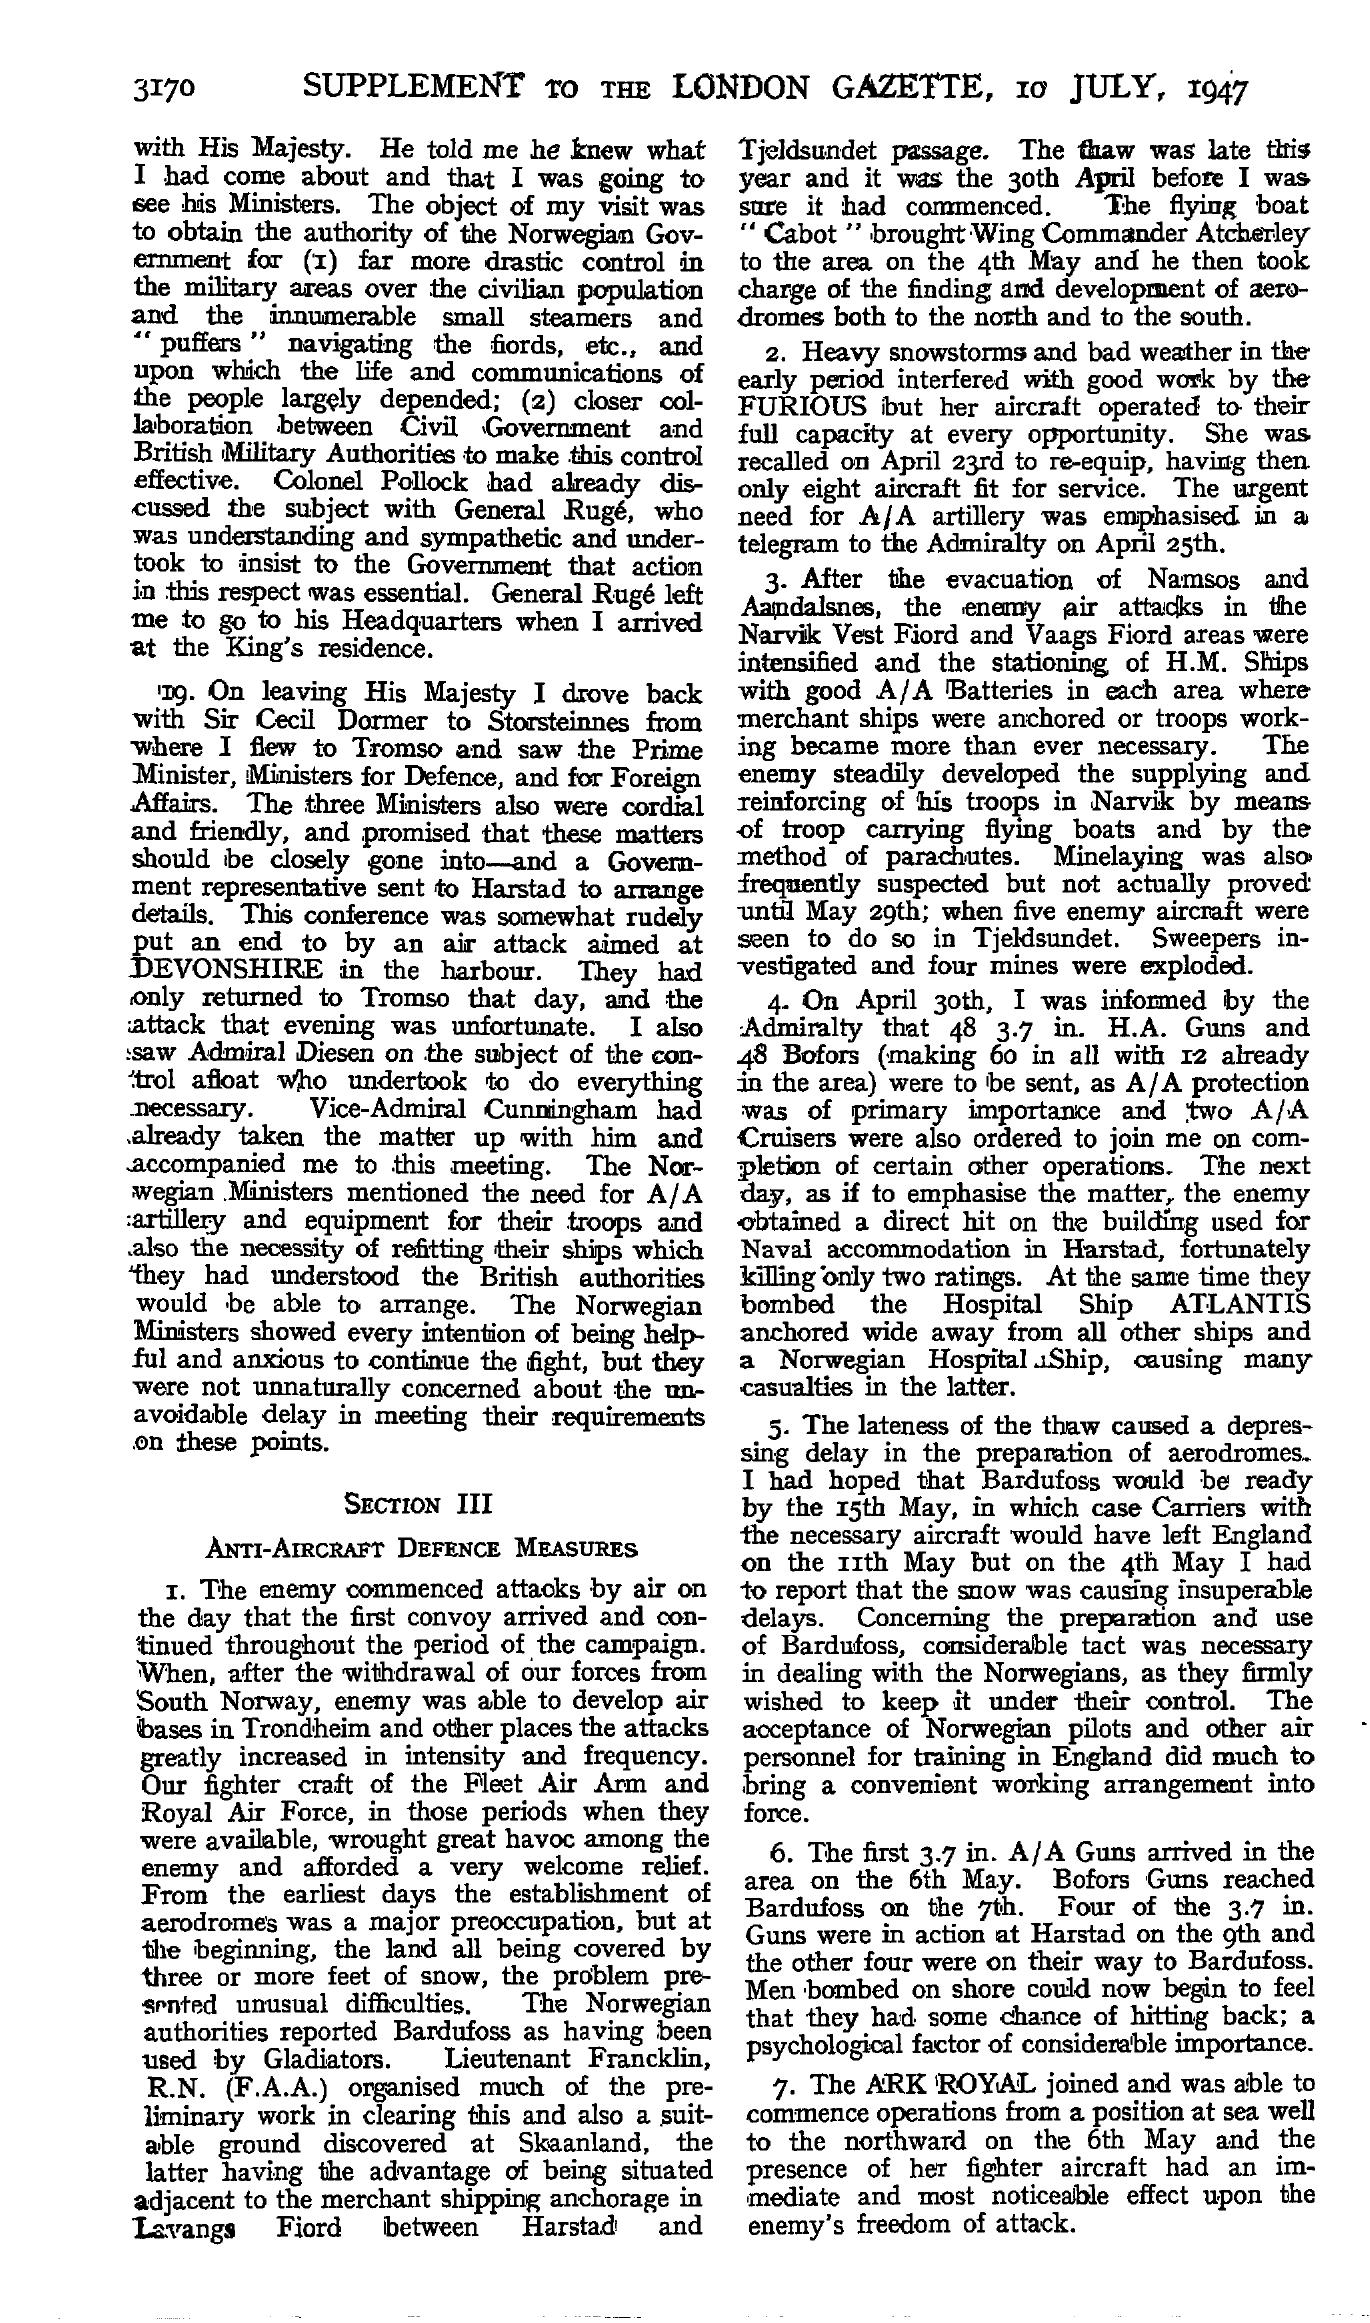 3170 SUPPLEMENT TO THE LONDON GAZETTE, 10 JULY, 1947
with His Majesty. He told me he knew what
I had come about and that I was going to
see his Ministers. The object of my visit was
to obtain the authority of the Norwegian Gov-
ernment for (1) far more drastic control in
the military areas over the civilian population
and the innumerable small steamers and
" puffers " navigating the fiords, etc., and
upon which the life and communications of
the people largely depended; (2) closer col-
laboration between Civil Government and
British Military Authorities to make this control
effective. Colonel Pollock had already dis-
cussed the subject with General Rugé, who
was understanding and sympathetic and under-
took to insist to the Government that action
in this respect was essential. General Rugé left
me to go to his Headquarters when I arrived
at the King's residence.
19. On leaving His Majesty I drove back
with Sir Cecil Dormer to Storsteinnes from
where I flew to Tromso and saw the Prime
Minister, Ministers for Defence, and for Foreign
Affairs. The three Ministers also were cordial
and friendly, and promised that these matters
should be closely gone into—and a Govern-
ment representative sent to Harstad to arrange
details. This conference was somewhat rudely
put an end to by an air attack aimed at
DEVONSHIRE in the harbour. They had
only returned to Tromso that day, and the
attack that evening was unfortunate. I also
saw Admiral Diesen on the subject of the con-
trol afloat who undertook to do everything
necessary. Vice-Admiral Cunningham had
already taken the matter up with him and
accompanied me to this meeting. The Nor-
wegian Ministers mentioned the need for A/A
artillery and equipment for their troops and
also the necessity of refitting their ships which
they had understood the British authorities
would be able to arrange. The Norwegian
Ministers showed every intention of being help-
ful and anxious to continue the fight, but they
were not unnaturally concerned about the un-
avoidable delay in meeting their requirements
on these points.
SECTION III
ANTI-AIRCRAFT DEFENCE MEASURES
1. The enemy commenced attacks by air on
the day that the first convoy arrived and con-
tinued throughout the period of the campaign.
When, after the withdrawal of our forces from
South Norway, enemy was able to develop air
bases in Trondheim and other places the attacks
greatly increased in intensity and frequency.
Our fighter craft of the Fleet Air Arm and
Royal Air Force, in those periods when they
were available, wrought great havoc among the
enemy and afforded a very welcome relief.
From the earliest days the establishment of
aerodromes was a major preoccupation, but at
the beginning, the land all being covered by
three or more feet of snow, the problem pre-
sented unusual difficulties. The Norwegian
authorities reported Bardufoss as having been
used by Gladiators. Lieutenant Francklin,
R.N. (F.A.A.) organised much of the pre-
liminary work in clearing this and also a suit-
able ground discovered at Skaanland, the
latter having the advantage of being situated
adjacent to the merchant shipping anchorage in
Lavangs Fiord between Harstad and
Tjeldsundet passage. The thaw was late this
year and it was the 30th April before I was
sure it had commenced. The flying boat
" Cabot " brought Wing Commander Atcherley
to the area on the 4th May and he then took
charge of the finding and development of aero-
dromes both to the north and to the south.
2. Heavy snowstorms and bad weather in the
early period interfered with good work by the
FURIOUS but her aircraft operated to their
full capacity at every opportunity. She was
recalled on April 23rd to re-equip, having then
only eight aircraft fit for service. The urgent
need for A/A artillery was emphasised in a
telegram to the Admiralty on April 25th.
3. After the evacuation of Namsos and
Aandalsnes, the enemy air attacks in the
Narvik Vest Fiord and Vaags Fiord areas were
intensified and the stationing of H.M. Ships
with good A/A Batteries in each area where
merchant ships were anchored or troops work-
ing became more than ever necessary. The
enemy steadily developed the supplying and
reinforcing of his troops in Narvik by means
of troop carrying flying boats and by the
method of parachutes. Minelaying was also
frequently suspected but not actually proved
until May 29th; when five enemy aircraft were
seen to do so in Tjeldsundet. Sweepers in-
vestigated and four mines were exploded.
4. On April 30th, I was informed by the
Admiralty that 48 3.7 in. H.A. Guns and
48 Bofors (making 60 in all with 12 already
in the area) were to be sent, as A/A protection
was of primary importance and two A/A
Cruisers were also ordered to join me on com-
pletion of certain other operations. The next
day, as if to emphasise the matter, the enemy
obtained a direct hit on the building used for
Naval accommodation in Harstad, fortunately
killing only two ratings. At the same time they
bombed the Hospital Ship ATLANTIS
anchored wide away from all other ships and
a Norwegian Hospital Ship, causing many
casualties in the latter.
5. The lateness of the thaw caused a depres-
sing delay in the preparation of aerodromes.
I had hoped that Bardufoss would be ready
by the 15th May, in which case Carriers with
the necessary aircraft would have left England
on the 11th May but on the 4th May I had
to report that the snow was causing insuperable
delays. Concerning the preparation and use
of Bardufoss, considerable tact was necessary
in dealing with the Norwegians, as they firmly
wished to keep it under their control. The
acceptance of Norwegian pilots and other air
personnel for training in England did much to
bring a convenient working arrangement into
force.
6. The first 3.7 in. A/A Guns arrived in the
area on the 6th May. Bofors Guns reached
Bardufoss on the 7th. Four of the 3.7 in.
Guns were in action at Harstad on the 9th and
the other four were on their way to Bardufoss.
Men bombed on shore could now begin to feel
that they had some chance of hitting back; a
psychological factor of considerable importance.
7. The ARK ROYAL joined and was able to
commence operations from a position at sea well
to the northward on the 6th May and the
presence of her fighter aircraft had an im-
mediate and most noticeable effect upon the
enemy's freedom of attack.